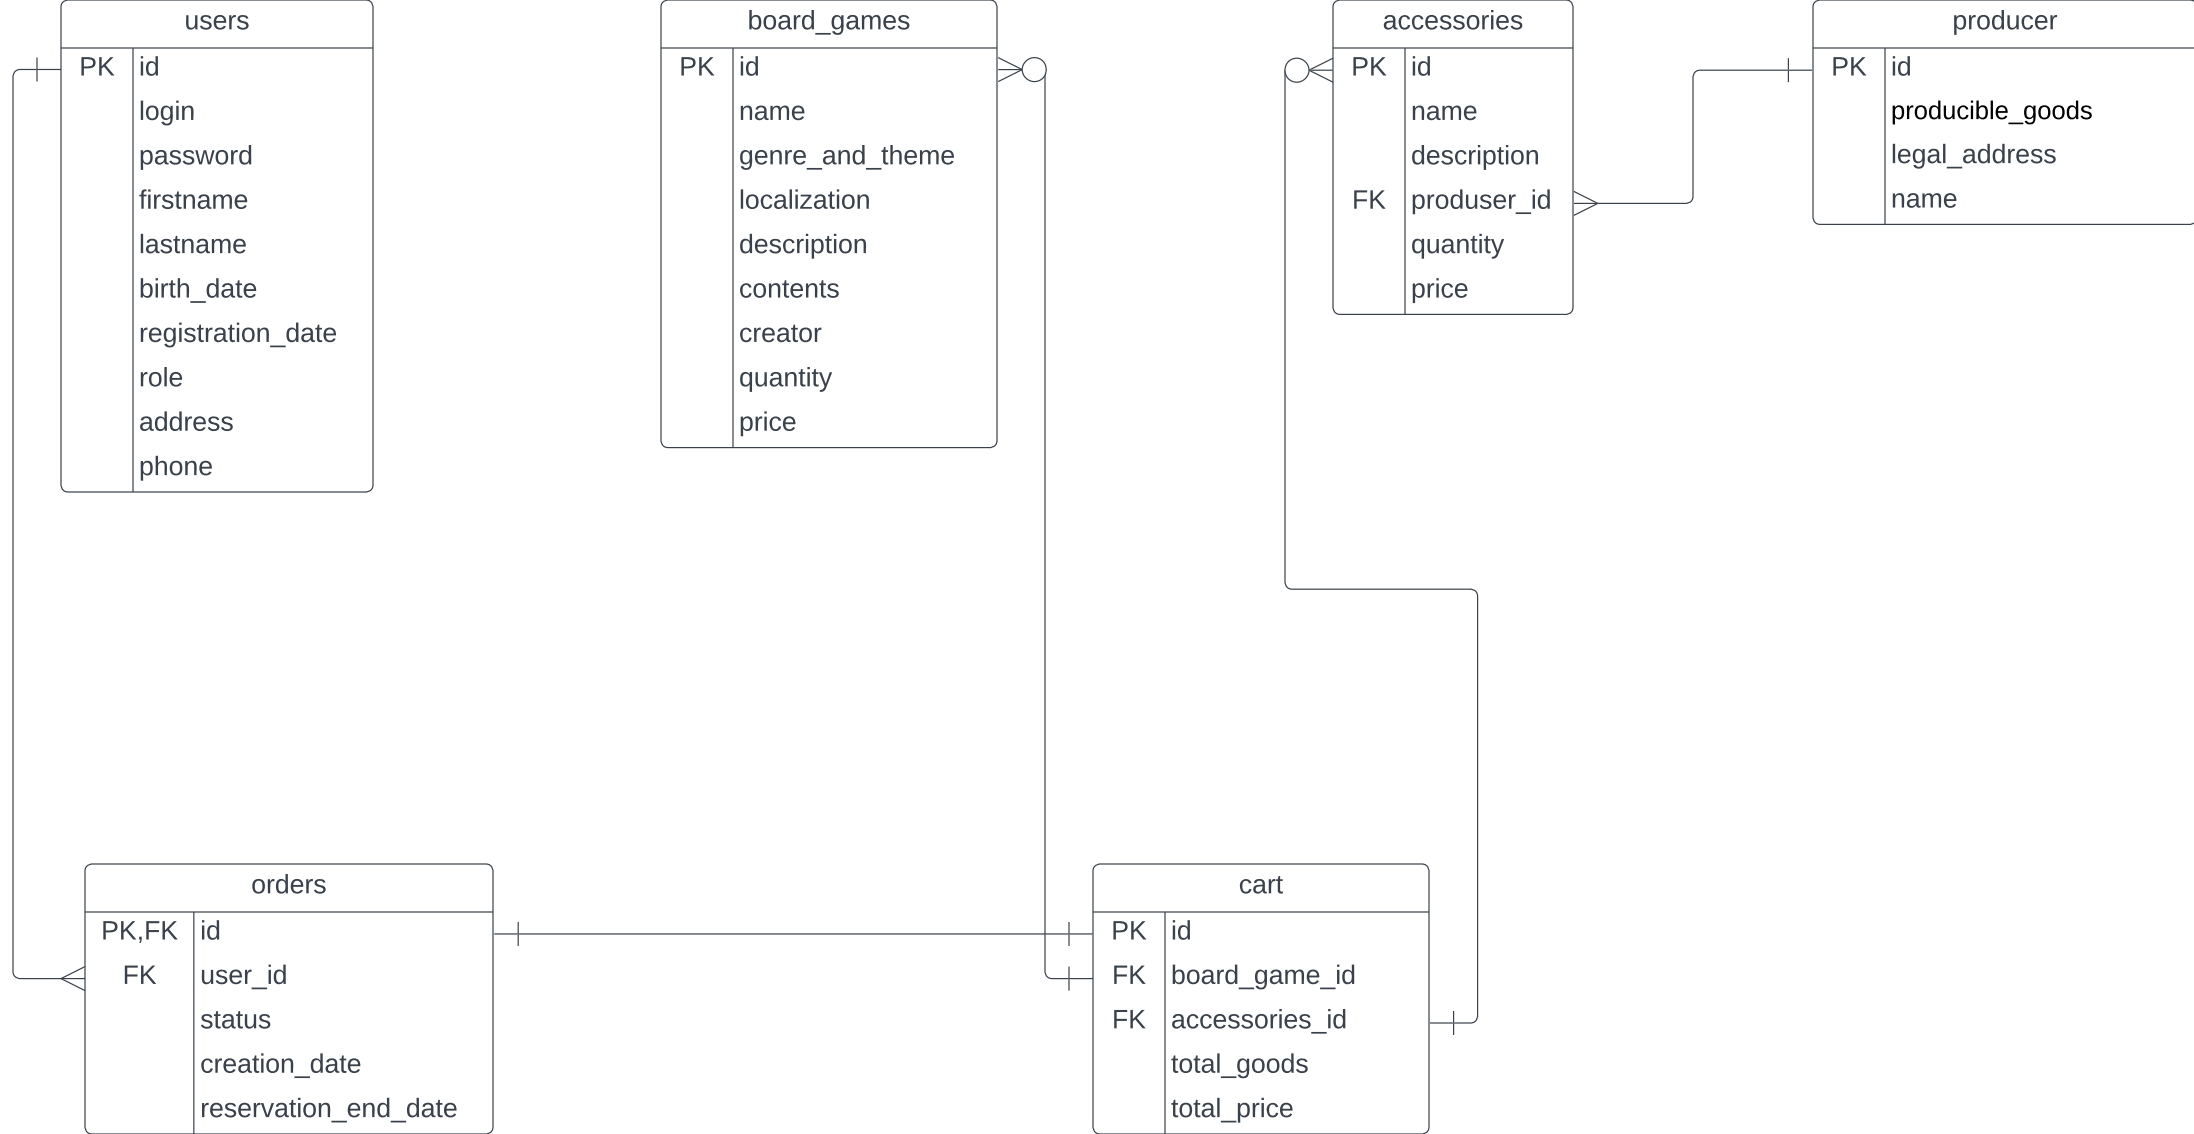 users
PK id
login
password
firstname
lastname
birth_date
registration_date
role
address
phone
board_games
PK id
name
genre_and_theme
localization
description
contents
creator
quantity
price
accessories
PK id
name
description
FK produser_id
quantity
price
producer
PK id
producible_goods
legal_address
name
orders
PK,FK id
FK user_id
status
creation_date
reservation_end_date
cart
PK id
FK board_game_id
FK accessories_id
total_goods
total_price